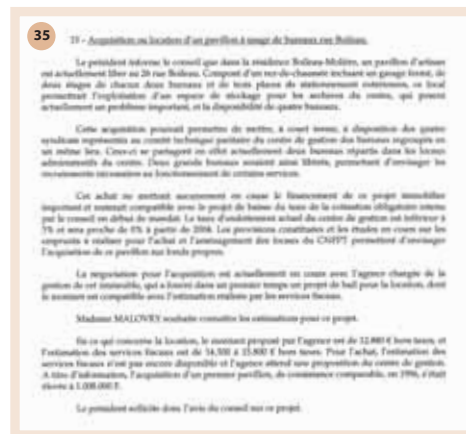 35
11 - Acquisition ou location d'un pavillon à usage de bureaux rue Boileau.
Le président informe le conseil que dans la résidence Boileau-Molière, un pavillon d'artisan
est actuellement libre au 26 rue Boileau. Composé d'un rez-de-chaussée incluant un garage fermé, de
deux étages de chacun deux bureaux et de trois places de stationnement extérieures, ce local
permettrait l'exploitation d'un espace de stockage pour les archives du centre, qui posent
actuellement un problème important, et la disponibilité de quatre bureaux.
Cette acquisition pourrait permettre de mettre, à court terme, à disposition des quatre
syndicats représentés au comité technique paritaire du centre de gestion des bureaux regroupés en
un même lieu. Ceux-ci se partagent en effet actuellement deux bureaux répartis dans les locaux
administratifs du centre. Deux grands bureaux seraient ainsi libérés, permettant d'envisager les
recrutements nécessaires au fonctionnement de certains services.
Cet achat ne mettrait aucunement en cause le financement de ce projet immobilier
important et resterait compatible avec le projet de baisse du taux de la cotisation obligatoire
par le conseil en début de mandat. Le taux d'endettement actuel du centre de gestion est inférieur à
et sera proche de à partir de Les provisions constituées et les études en cours sur les
emprunts à réaliser pour l'achat et l'aménagement des locaux du CNFPT permettent d'envisager
l'acquisition de ce pavillon sur fonds propres.
La négociation pour l'acquisition est actuellement en cours avec l'agence chargée de la
gestion de cet immeuble, qui a fourni dans un premier temps un projet de bail pour la location, dont
le montant est compatible avec l'estimation réalisée par les services fiscaux.
Madame MALOVRY souhaite connaître les estimations pour ce projet.
En ce qui concerne la location, le montant proposé par l'agence est de 12.880 € hors taxes, et
l'estimation des services fiscaux est de 14.300 à 15.800 € hors taxes. Pour l'achat, l'estimation des
services fiscaux n'est pas encore disponible et l'agence attend une proposition du centre de gestion.
A titre d'information, l'acquisition d'un premier pavillon, de contenance comparable, en 1996, s'était
élevée à 1.000.000 F.
Le président sollicite donc l'avis du conseil sur ce projet.